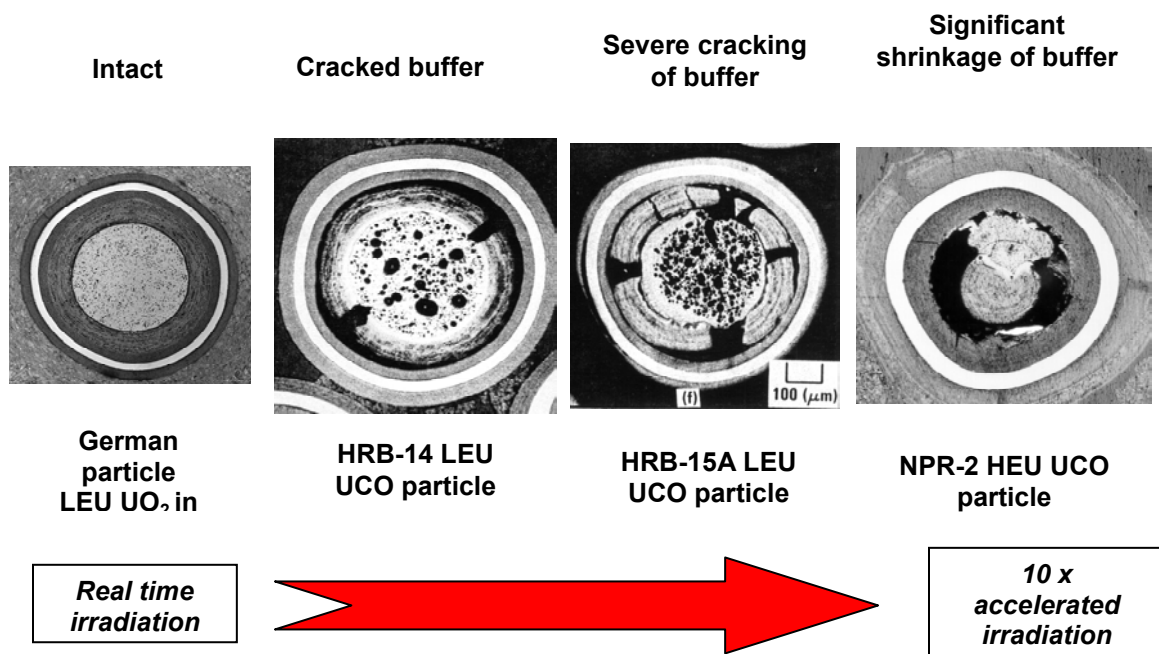 Intact
Cracked buffer
Severe cracking
of buffer
Significant
shrinkage of buffer
(f)
100 (μm)
German
particle
LEU UO₂ in
HRB-14 LEU
UCO particle
HRB-15A LEU
UCO particle
NPR-2 HEU UCO
particle
Real time
irradiation
10 x
accelerated
irradiation